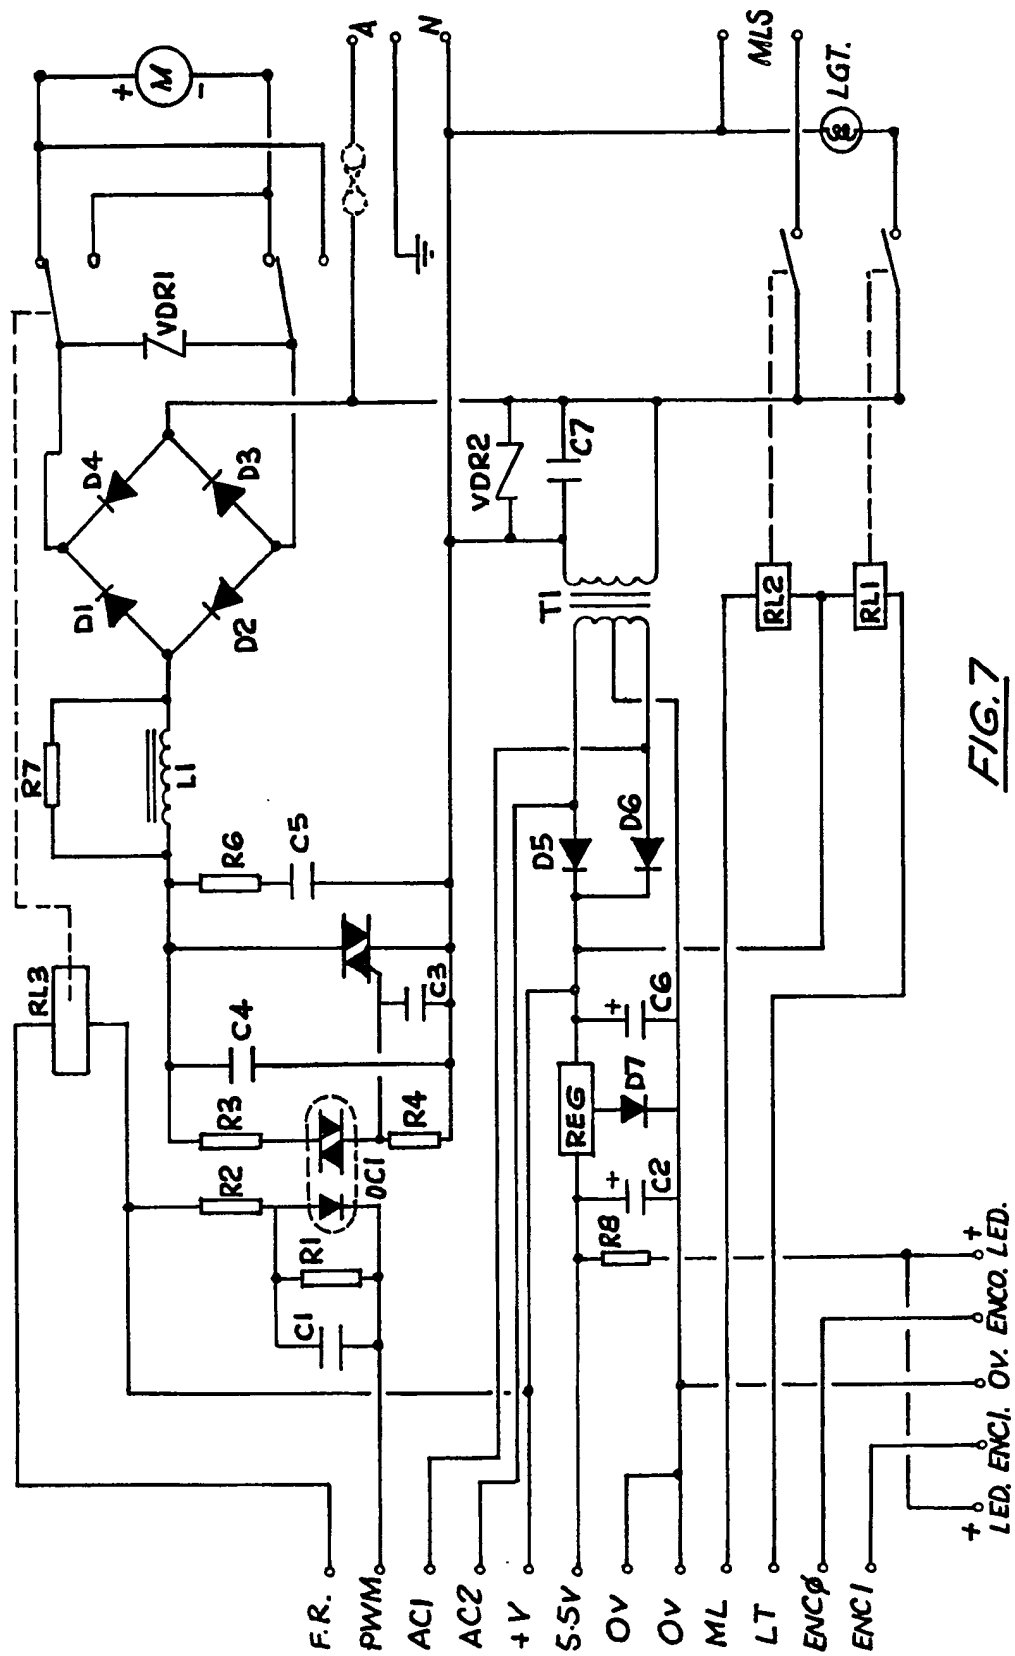 M
+
-
A
N
MLS
LGT.
VDR1
D4
D3
D1
D2
VDR2
C7
T1
RL2
RL1
R7
L1
R6
C5
D5
D6
RL3
C3
C4
R3
R4
OC1
R2
R1
C1
+
C6
D7
REG
+
C2
R8
F.R.
PWM
AC1
AC2
+V
5.5V
0V
0V
ML
LT
ENCØ
ENC1
+
LED. ENC1. 0V. ENC0. LED.
+
FIG.7